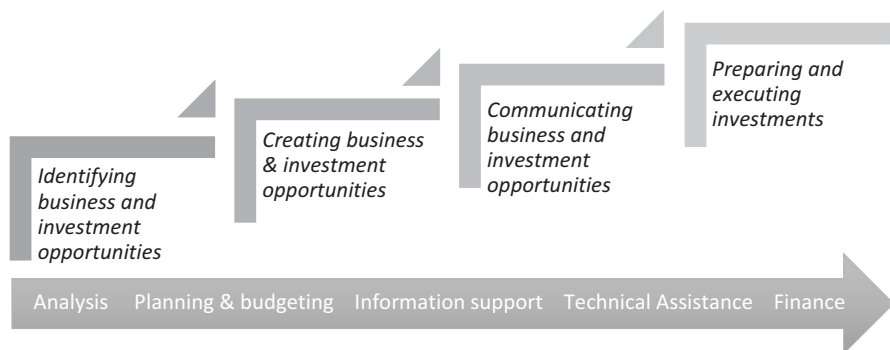 Identifying
business and
investment
opportunities
Creating business
& investment
opportunities
Communicating
business and
investment
opportunities
Preparing and
executing
investments
Analysis Planning & budgeting Information support Technical Assistance Finance